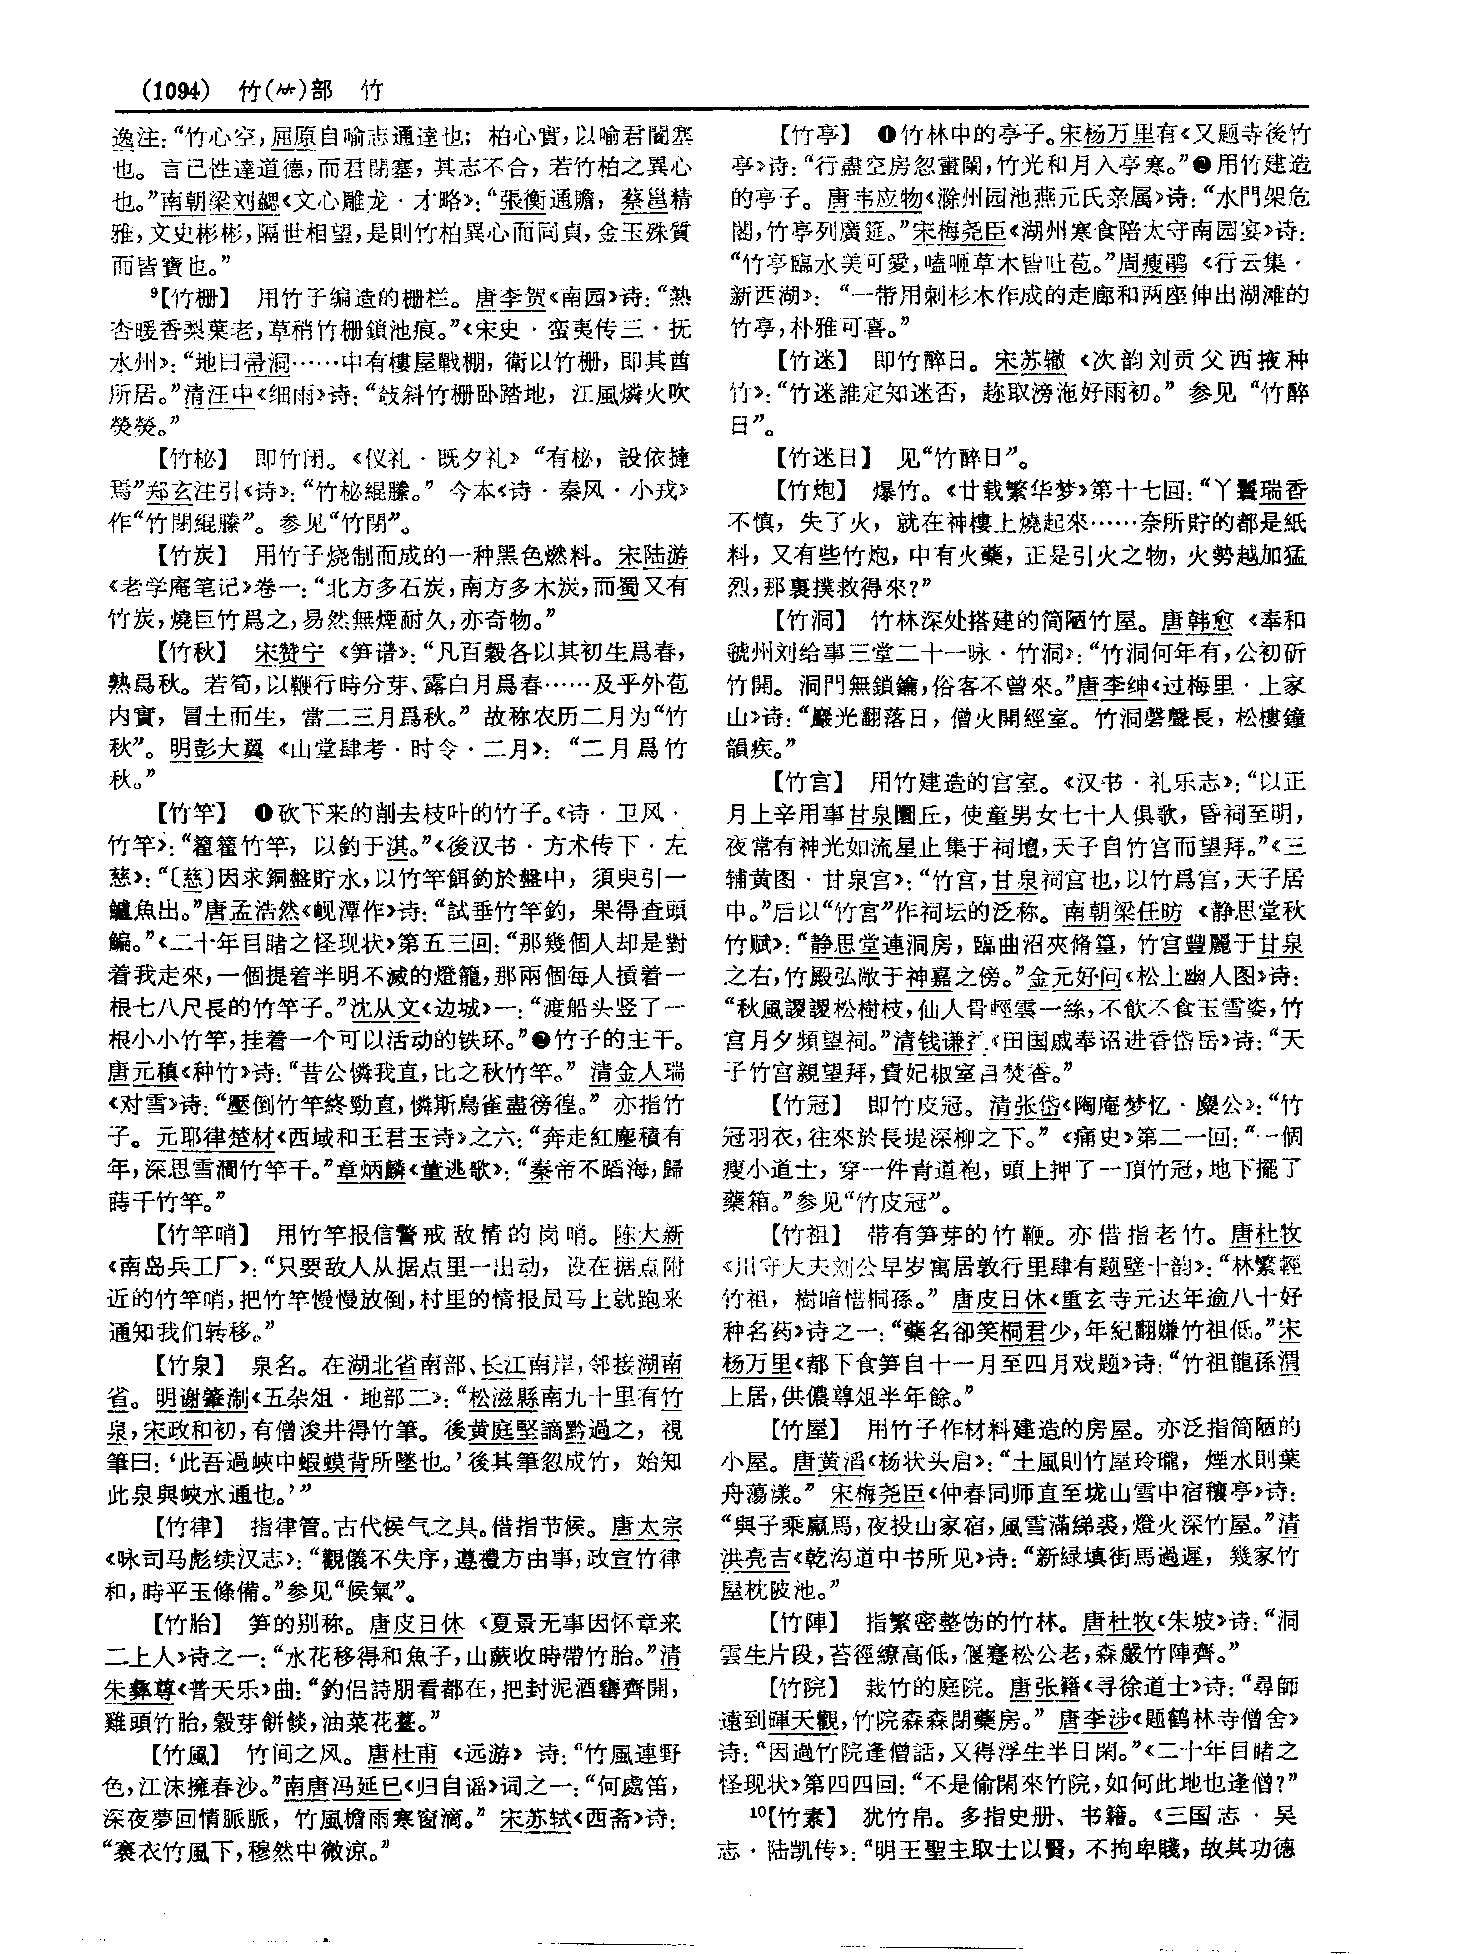 (1094) 竹(⺮)部 竹
逸注:“竹心空,屈原自喻志通達也;柏心實,以喻君闇塞
也。言己性達道德,而君閉塞,其志不合,若竹柏之異心
也。”南朝梁刘勰《文心雕龙·才略》:“張衡通贍,蔡邕精
雅,文史彬彬,隔世相望,是則竹柏異心而同貞,金玉殊質
而皆寶也。”
⁹【竹栅】 用竹子编造的栅栏。唐李贺《南园》诗:“熟
杏暖香梨葉老,草稍竹栅鎖池痕。”《宋史·蛮夷传三·抚
水州》:“地曰帚洞……中有樓屋戰棚,衛以竹栅,即其酋
所居。”清汪中《细雨》诗:“攲斜竹栅卧踏地,江風燐火吹
熒熒。”
【竹柲】 即竹闭。《仪礼·既夕礼》“有柲,設依撻
焉”郑玄注引《诗》:“竹柲緄縢。”今本《诗·秦风·小戎》
作“竹閉緄縢”。参见“竹閉”。
【竹炭】 用竹子烧制而成的一种黑色燃料。宋陆游
《老学庵笔记》卷一:“北方多石炭,南方多木炭,而蜀又有
竹炭,燒巨竹爲之,易然無煙耐久,亦奇物。”
【竹秋】 宋赞宁《笋谱》:“凡百穀各以其初生爲春,
熟爲秋。若筍,以鞭行時分芽、露白月爲春……及乎外苞
内實,冒土而生,當二三月爲秋。”故称农历二月为“竹
秋”。明彭大翼《山堂肆考·时令·二月》:“二月爲竹
秋。”
【竹竿】 ❶砍下来的削去枝叶的竹子。《诗·卫风·
竹竿》:“籊籊竹竿,以釣于淇。”《後汉书·方术传下·左
慈》:“〔慈〕因求銅盤貯水,以竹竿餌釣於盤中,須臾引一
鱸魚出。”唐孟浩然《岘潭作》诗:“試垂竹竿釣,果得查頭
鯿。”《二十年目睹之怪现状》第五三回:“那幾個人却是對
着我走來,一個提着半明不滅的燈籠,那兩個每人摃着一
根七八尺長的竹竿子。”沈从文《边城》一:“渡船头竖了一
根小小竹竿,挂着一个可以活动的铁环。”❷竹子的主干。
唐元稹《种竹》诗:“昔公憐我直,比之秋竹竿。”清金人瑞
《对雪》诗:“壓倒竹竿終勁直,憐斯鳥雀盡徬徨。”亦指竹
子。元耶律楚材《西域和王君玉诗》之六:“奔走紅塵積有
年,深思雪澗竹竿干。”章炳麟《董逃歌》:“秦帝不蹈海,歸
蒔千竹竿。”
【竹竿哨】 用竹竿报信警戒敌情的岗哨。陈大新
《南岛兵工厂》:“只要敌人从据点里一出动,设在据点附
近的竹竿哨,把竹竿慢慢放倒,村里的情报员马上就跑来
通知我们转移。”
【竹泉】 泉名。在湖北省南部、长江南岸,邻接湖南
省。明谢肇淛《五杂俎·地部二》:“松滋縣南九十里有竹
泉,宋政和初,有僧浚井得竹筆。後黄庭堅謫黔過之,視
筆曰:‘此吾過峽中蝦蟆背所墜也。’後其筆忽成竹,始知
此泉與峽水通也。’”
【竹律】 指律管。古代候气之具。借指节候。唐太宗
《咏司马彪续汉志》:“觀儀不失序,遵禮方由事;政宣竹律
和,時平玉條備。”参见“候氣”。
【竹胎】 笋的别称。唐皮日休《夏景无事因怀章来
二上人》诗之一:“水花移得和魚子,山蕨收時帶竹胎。”清
朱彝尊《普天乐》曲:“釣侣詩朋看都在,把封泥酒罋齊開,
雞頭竹胎,榖芽餅餤,油菜花薹。”
【竹風】 竹间之风。唐杜甫《远游》诗:“竹風連野
色,江沫擁春沙。”南唐冯延巳《归自谣》词之一:“何處笛,
深夜夢回情脈脈,竹風檐雨寒窗滴。”宋苏轼《西斋》诗:
“褰衣竹風下,穆然中微涼。”
【竹亭】 ❶竹林中的亭子。宋杨万里有《又题寺後竹
亭》诗:“行盡空房忽畫闌,竹光和月入亭寒。”❷用竹建造
的亭子。唐韦应物《滁州园池燕元氏亲属》诗:“水門架危
閣,竹亭列廣筵。”宋梅尧臣《湖州寒食陪太守南园宴》诗:
“竹亭臨水美可愛,嗑咂草木皆吐苞。”周瘦鹃《行云集·
新西湖》:“一带用刺杉木作成的走廊和两座伸出湖滩的
竹亭,朴雅可喜。”
【竹迷】 即竹醉日。宋苏辙《次韵刘贡父西掖种
竹》:“竹迷誰定知迷否,趂取滂沲好雨初。”参见“竹醉
日”。
【竹迷日】 见“竹醉日”。
【竹炮】 爆竹。《廿载繁华梦》第十七回:“丫鬟瑞香
不慎,失了火,就在神樓上燒起來……奈所貯的都是紙
料,又有些竹炮,中有火藥,正是引火之物,火勢越加猛
烈,那裏撲救得來?”
【竹洞】 竹林深处搭建的简陋竹屋。唐韩愈《奉和
虢州刘给事三堂二十一咏·竹洞》:“竹洞何年有,公初斫
竹開。洞門無鎖鑰,俗客不曾來。”唐李绅《过梅里·上家
山》诗:“巖光翻落日,僧火開經室。竹洞磬聲長,松樓鐘
韻疾。”
【竹宫】 用竹建造的宫室。《汉书·礼乐志》:“以正
月上辛用事甘泉圜丘,使童男女七十人俱歌,昏祠至明,
夜常有神光如流星止集于祠壇,天子自竹宫而望拜。”《三
辅黄图·甘泉宫》:“竹宫,甘泉祠宫也,以竹爲宫,天子居
中。”后以“竹宫”作祠坛的泛称。南朝梁任昉《静思堂秋
竹赋》:“静思堂連洞房,臨曲沼夾脩篁,竹宫豐麗于甘泉
之右,竹殿弘敞于神嘉之傍。”金元好问《松上幽人图》诗:
“秋風謖謖松樹枝,仙人骨輕雲一絲,不飲不食玉雪姿,竹
宫月夕頻望祠。”清钱谦《田国戚奉诏进香岱岳》诗:“天
子竹宫親望拜,貴妃椒室自焚香。”
【竹冠】 即竹皮冠。清张岱《陶庵梦忆·麋公》:“竹
冠羽衣,往來於長堤深柳之下。”《痛史》第二一回:“一個
瘦小道士,穿一件青道袍,頭上押了一頂竹冠,地下擺了
藥箱。”参见“竹皮冠”。
【竹祖】 带有笋芽的竹鞭。亦借指老竹。唐杜牧
《川守大夫刘公早岁寓居敦行里肆有题壁十韵》:“林繁輕
竹祖,樹暗惜桐孫。”唐皮日休《重玄寺元达年逾八十好
种名药》诗之一:“藥名卻笑桐君少,年紀翻嫌竹祖低。”宋
杨万里《都下食笋自十一月至四月戏题》诗:“竹祖龍孫渭
上居,供儂尊俎半年餘。”
【竹屋】 用竹子作材料建造的房屋。亦泛指简陋的
小屋。唐黄滔《杨状头启》:“土風則竹屋玲瓏,煙水則葉
舟蕩漾。”宋梅尧臣《仲春同师直至垅山雪中宿穰亭》诗:
“與子乘羸馬,夜投山家宿,風雪滿綈裘,燈火深竹屋。”清
洪亮吉《乾沟道中书所见》诗:“新緑填街馬過遲,幾家竹
屋枕陂池。”
【竹陣】 指繁密整饬的竹林。唐杜牧《朱坡》诗:“洞
雲生片段,苔徑繚高低,偃蹇松公老,森嚴竹陣齊。”
【竹院】 栽竹的庭院。唐张籍《寻徐道士》诗:“尋師
遠到暉天觀,竹院森森閉藥房。”唐李涉《题鹤林寺僧舍》
诗:“因過竹院逢僧話,又得浮生半日閑。”《二十年目睹之
怪现状》第四四回:“不是偷閑來竹院,如何此地也逢僧?”
¹⁰【竹素】 犹竹帛。多指史册、书籍。《三国志·吴
志·陆凯传》:“明王聖主取士以賢,不拘卑賤,故其功德